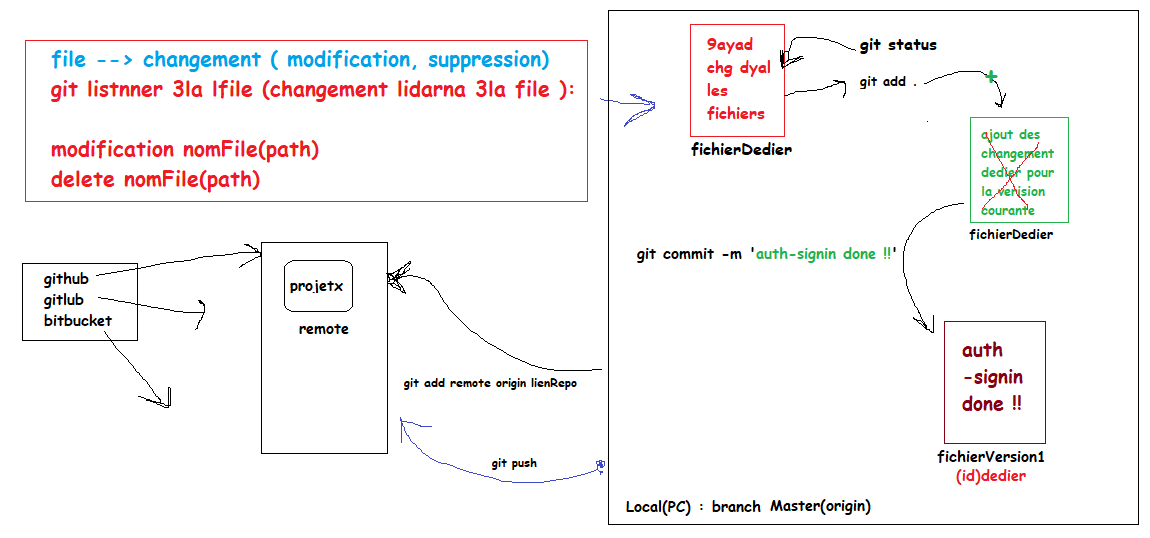 file --> changement ( modification, suppression)
git listnner 3la lfile (changement lidarna 3la file ):
modification nomFile(path)
delete nomFile(path)
9ayad
chg dyal
les
fichiers
fichierDedier
git status
git add .
ajout des
changement
dedier pour
la verision
courante
fichierDedier
git commit -m 'auth-signin done !!'
auth
-signin
done !!
fichierVersion1
(id)dedier
Local(PC) : branch Master(origin)
github
gitlub
bitbucket
projetx
remote
git add remote origin lienRepo
git push